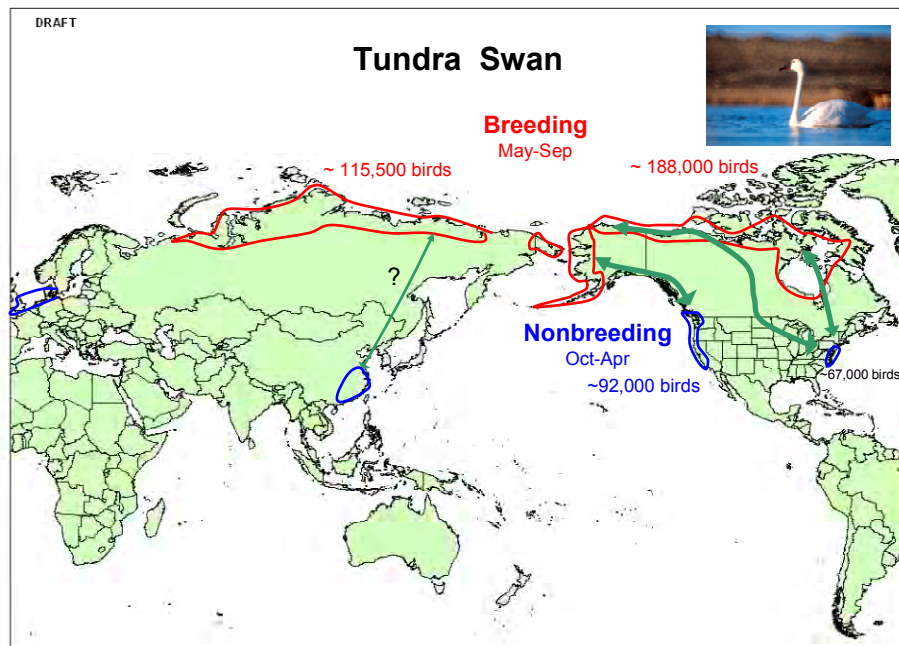 DRAFT
Tundra Swan
Breeding
May-Sep
~ 115,500 birds
~ 188,000 birds
?
Nonbreeding
Oct-Apr
~92,000 birds
~67,000 birds